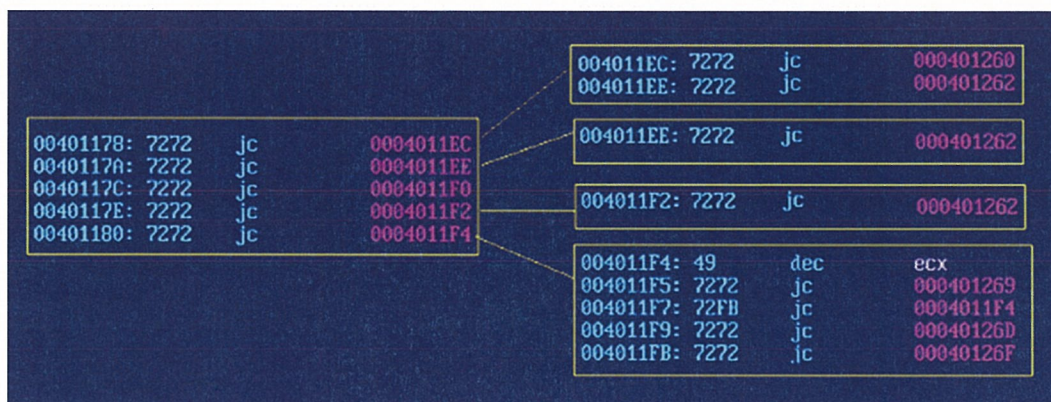 00401178: 7272 jc 0004011EC
0040117A: 7272 jc 0004011EE
0040117C: 7272 jc 0004011F0
0040117E: 7272 jc 0004011F2
00401180: 7272 jc 0004011F4
004011EC: 7272 jc 000401260
004011EE: 7272 jc 000401262
004011EE: 7272 jc 000401262
004011F2: 7272 jc 000401262
004011F4: 49 dec ecx
004011F5: 7272 jc 000401269
004011F7: 72FB jc 0004011F4
004011F9: 7272 jc 00040126D
004011FB: 7272 jc 00040126F